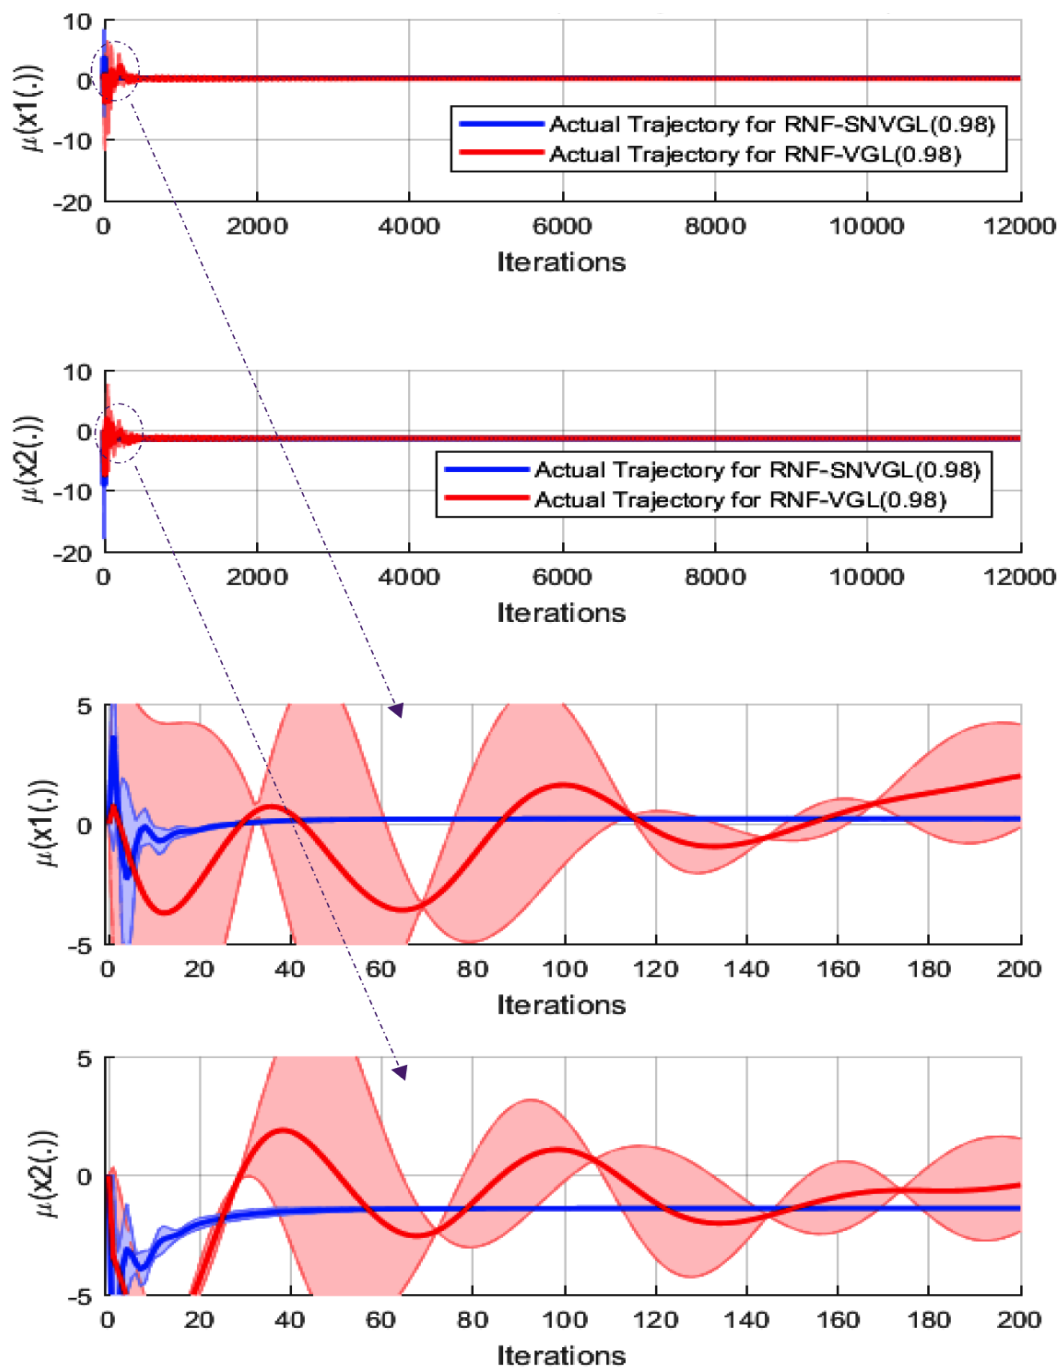 10
0
-10
-20
μ(x1(.))
Actual Trajectory for RNF-SNVGL(0.98)
Actual Trajectory for RNF-VGL(0.98)
0 2000 4000 6000 8000 10000 12000
Iterations
10
0
-10
-20
μ(x2(.))
Actual Trajectory for RNF-SNVGL(0.98)
Actual Trajectory for RNF-VGL(0.98)
0 2000 4000 6000 8000 10000 12000
Iterations
5
0
-5
μ(x1(.))
0 20 40 60 80 100 120 140 160 180 200
Iterations
5
0
-5
μ(x2(.))
0 20 40 60 80 100 120 140 160 180 200
Iterations